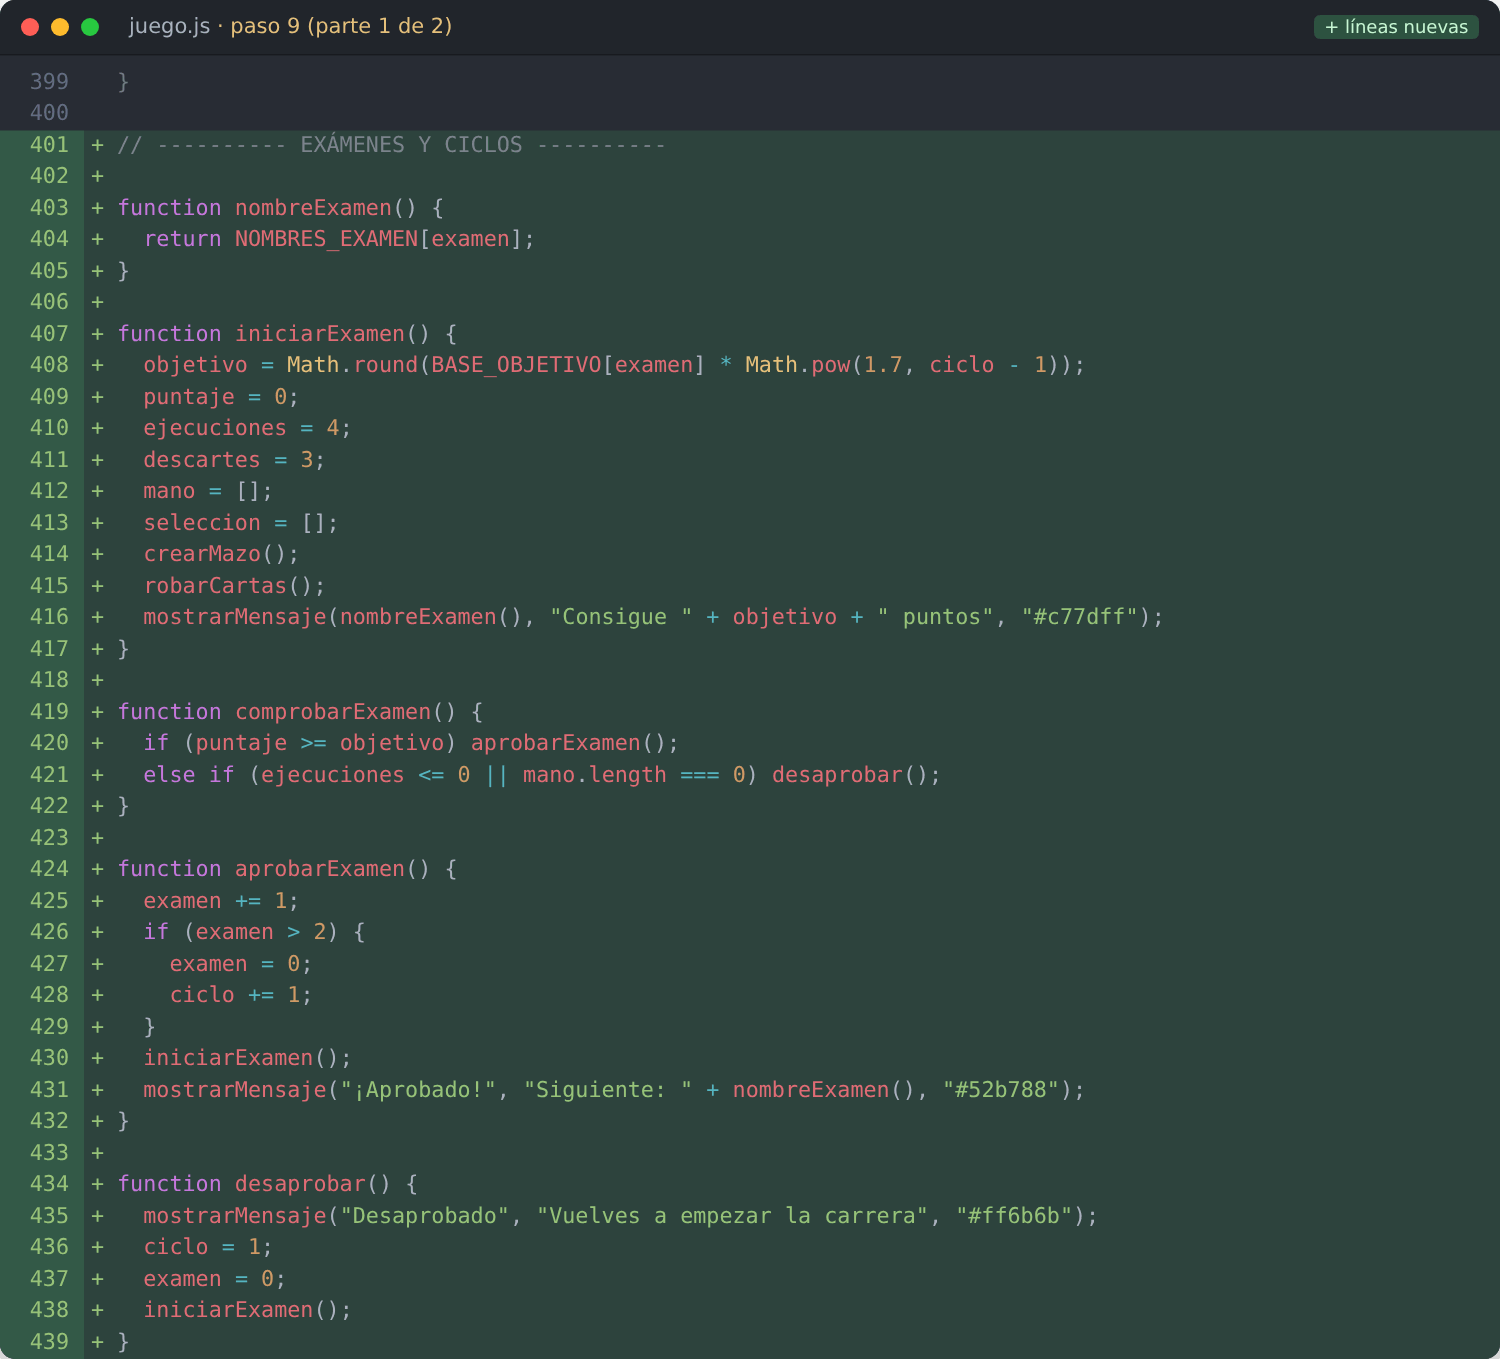 juego.js · paso 9 (parte 1 de 2)
+ líneas nuevas
399 }
400
401 + // ---------- EXÁMENES Y CICLOS ----------
402 +
403 + function nombreExamen() {
404 +   return NOMBRES_EXAMEN[examen];
405 + }
406 +
407 + function iniciarExamen() {
408 +   objetivo = Math.round(BASE_OBJETIVO[examen] * Math.pow(1.7, ciclo - 1));
409 +   puntaje = 0;
410 +   ejecuciones = 4;
411 +   descartes = 3;
412 +   mano = [];
413 +   seleccion = [];
414 +   crearMazo();
415 +   robarCartas();
416 +   mostrarMensaje(nombreExamen(), "Consigue " + objetivo + " puntos", "#c77dff");
417 + }
418 +
419 + function comprobarExamen() {
420 +   if (puntaje >= objetivo) aprobarExamen();
421 +   else if (ejecuciones <= 0 || mano.length === 0) desaprobar();
422 + }
423 +
424 + function aprobarExamen() {
425 +   examen += 1;
426 +   if (examen > 2) {
427 +     examen = 0;
428 +     ciclo += 1;
429 +   }
430 +   iniciarExamen();
431 +   mostrarMensaje("¡Aprobado!", "Siguiente: " + nombreExamen(), "#52b788");
432 + }
433 +
434 + function desaprobar() {
435 +   mostrarMensaje("Desaprobado", "Vuelves a empezar la carrera", "#ff6b6b");
436 +   ciclo = 1;
437 +   examen = 0;
438 +   iniciarExamen();
439 + }